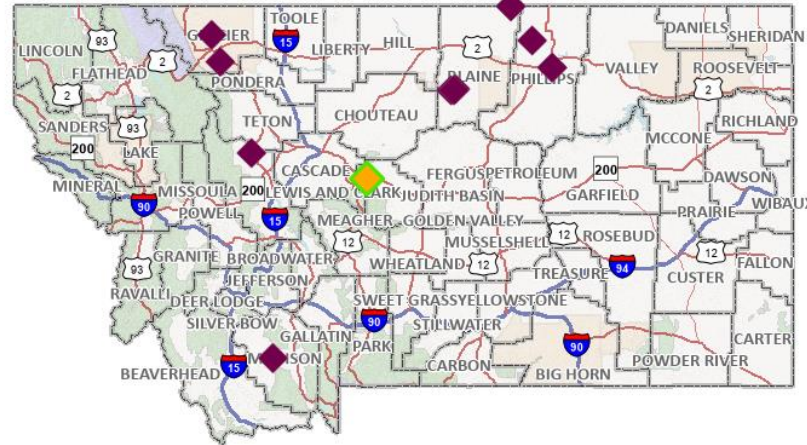 TOOLE
DANIELS
SHERIDAN
93
LINCOLN
15
LIBERTY
HILL
2
FLATHEAD
2
PONDERA
PHILLIPS
VALLEY
ROOSEVELT
2
2
CHOUTEAU
TETON
RICHLAND
SANDERS
93
MCCONE
200
LAKE
CASCADE
FERGUS
PETROLEUM
200
DAWSON
MINERAL
MISSOULA
200
LEWIS AND CLARK
JUDITH BASIN
GARFIELD
WIBAUX
90
POWELL
15
MEAGHER
GOLDEN VALLEY
PRAIRIE
12
MUSSELSHELL
12
ROSEBUD
12
GRANITE
BROADWATER
WHEATLAND
12
94
FALLON
93
JEFFERSON
TREASURE
CUSTER
RAVALLI
DEER LODGE
SWEET GRASS
YELLOWSTONE
SILVER BOW
90
STILLWATER
CARTER
GALLATIN
PARK
90
15
BEAVERHEAD
CARBON
BIG HORN
POWDER RIVER